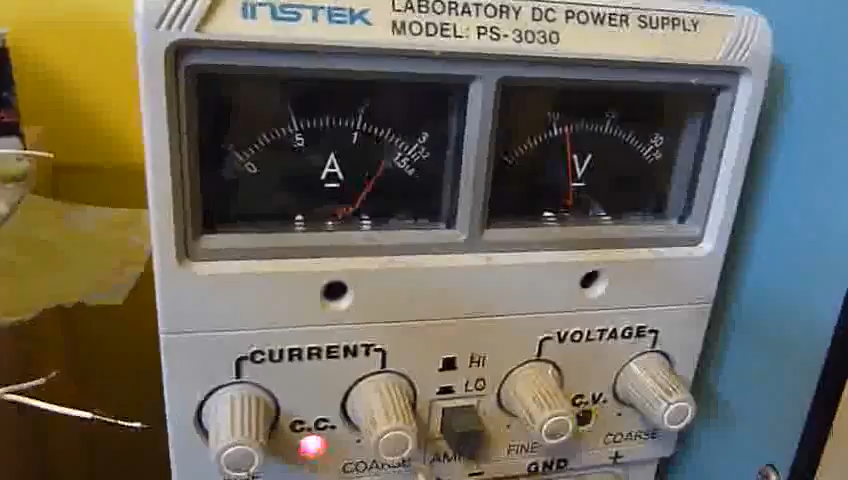 INSTEK
LABORATORY DC POWER SUPPLY
MODEL: PS-3030
0 .5 1 1.5
3
A
10
30
V
CURRENT
VOLTAGE
HI
LO
C.C.
C.V.
FINE
COARSE
COARSE
GND
- +